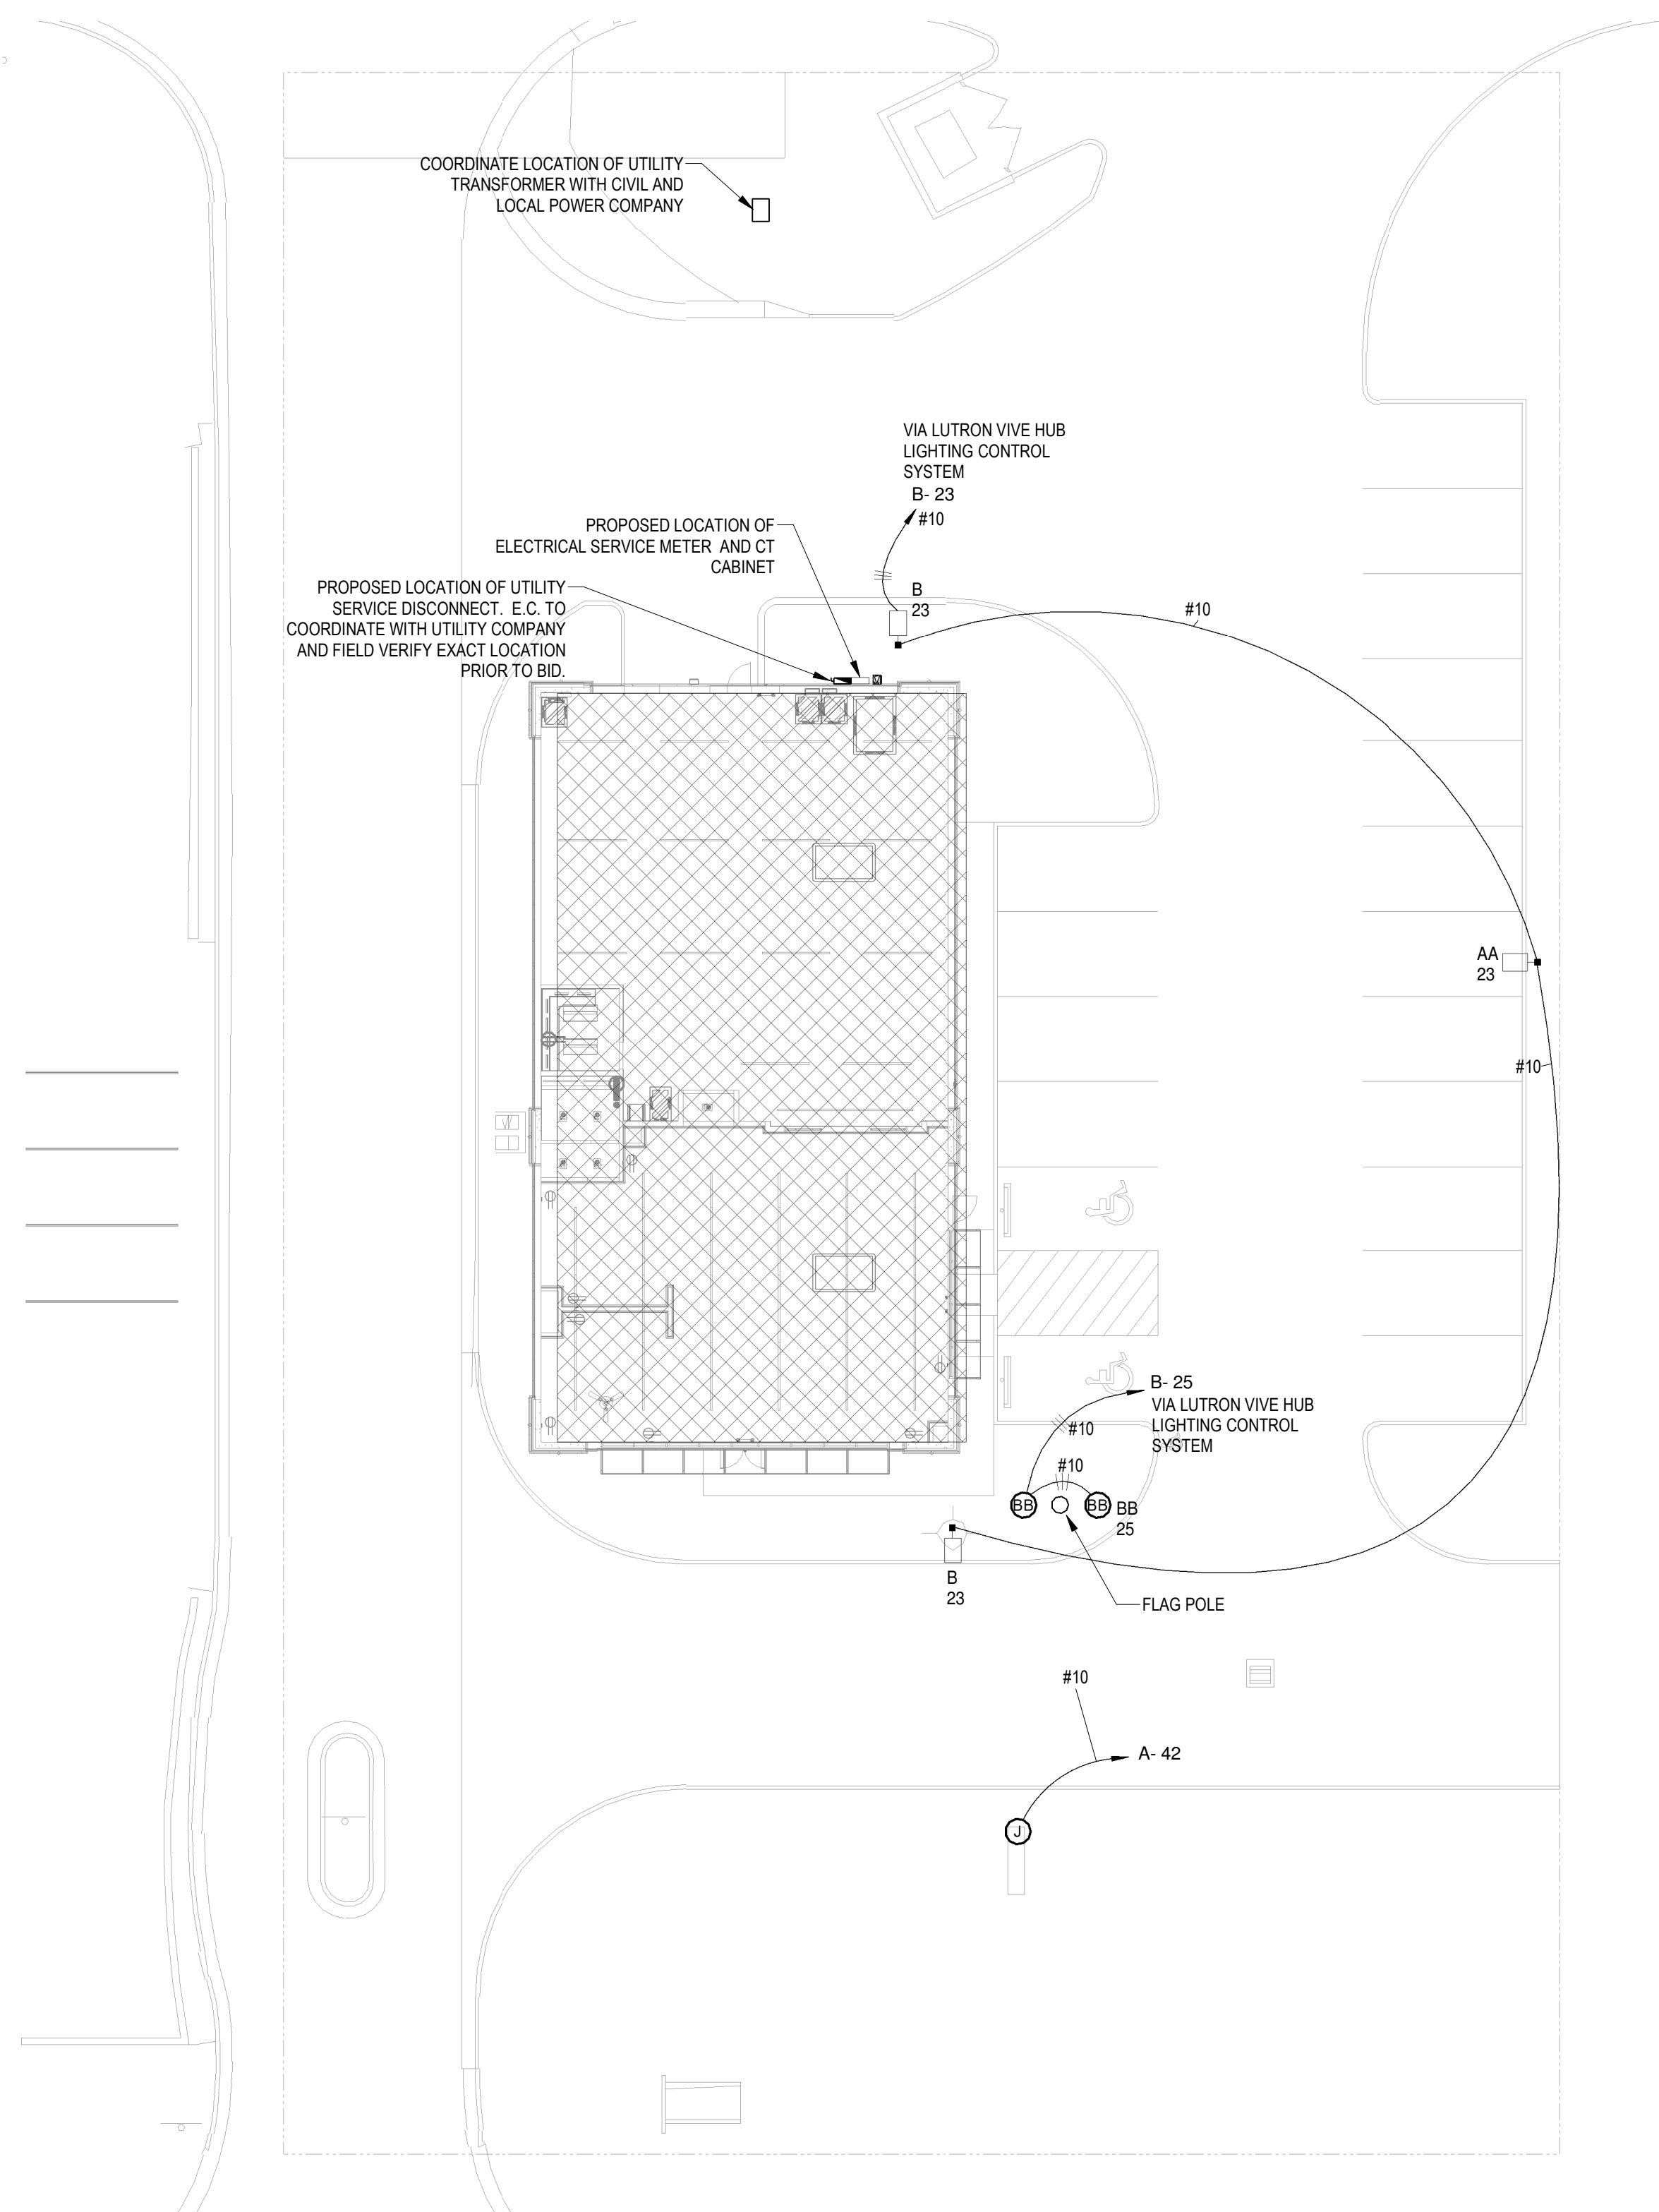 COORDINATE LOCATION OF UTILITY
TRANSFORMER WITH CIVIL AND
LOCAL POWER COMPANY
VIA LUTRON VIVE HUB
LIGHTING CONTROL
SYSTEM
B- 23
#10
PROPOSED LOCATION OF
ELECTRICAL SERVICE METER AND CT
CABINET
PROPOSED LOCATION OF UTILITY
SERVICE DISCONNECT. E.C. TO
COORDINATE WITH UTILITY COMPANY
AND FIELD VERIFY EXACT LOCATION
PRIOR TO BID.
B
23
#10
AA
23
#10
B- 25
VIA LUTRON VIVE HUB
LIGHTING CONTROL
SYSTEM
#10
#10
BB
BB
BB
25
B
23
FLAG POLE
#10
A- 42
J